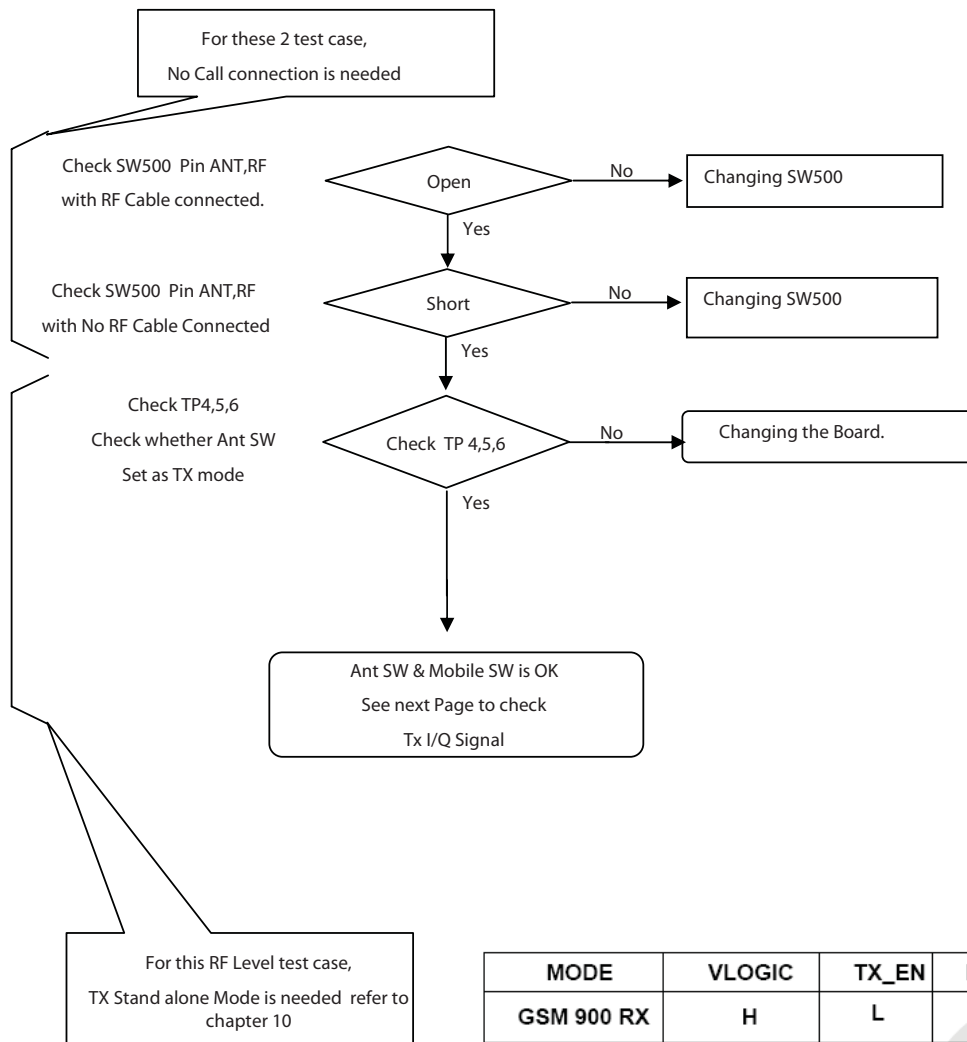 For these 2 test case,
No Call connection is needed
Check SW500 Pin ANT,RF
with RF Cable connected.
Open
No
Changing SW500
Yes
Check SW500 Pin ANT,RF
with No RF Cable Connected
Short
No
Changing SW500
Yes
Check TP4,5,6
Check whether Ant SW
Set as TX mode
Check TP 4,5,6
No
Changing the Board.
Yes
Ant SW & Mobile SW is OK
See next Page to check
Tx I/Q Signal
For this RF Level test case,
TX Stand alone Mode is needed refer to
chapter 10
MODE VLOGIC TX_EN
GSM 900 RX H L